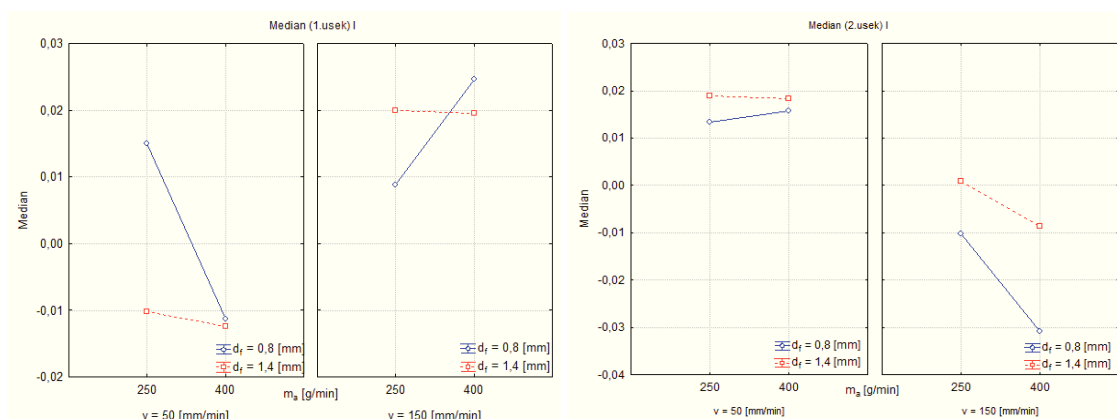 Median (1.usek) I
0,03
0,02
0,01
0,00
-0,01
-0,02
Median
d_f = 0,8 [mm]
d_f = 1,4 [mm]
d_f = 0,8 [mm]
d_f = 1,4 [mm]
250 400 250 400
m_a [g/min]
v = 50 [mm/min] v = 150 [mm/min]
Median (2.usek) I
0,03
0,02
0,01
0,00
-0,01
-0,02
-0,03
-0,04
Median
d_f = 0,8 [mm]
d_f = 1,4 [mm]
d_f = 0,8 [mm]
d_f = 1,4 [mm]
250 400 250 400
m_a [g/min]
v = 50 [mm/min] v = 150 [mm/min]